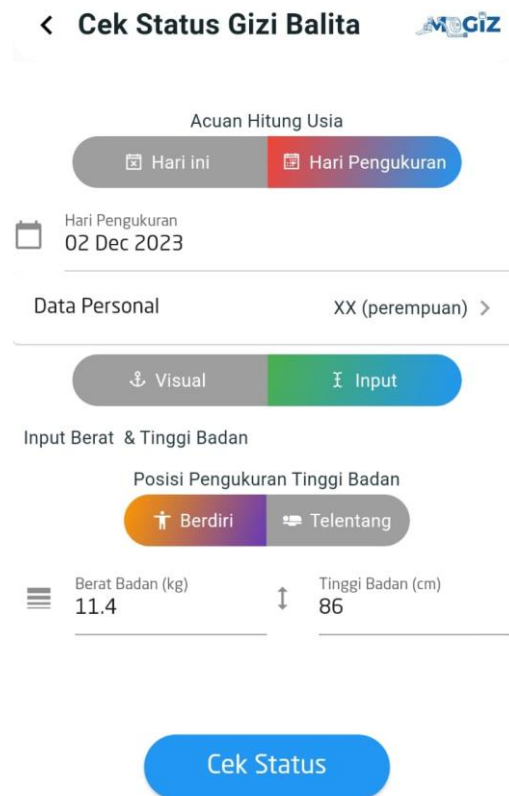 Cek Status Gizi Balita
MOGIZ
Acuan Hitung Usia
Hari ini
Hari Pengukuran
Hari Pengukuran
02 Dec 2023
Data Personal
XX (perempuan)
Visual
Input
Input Berat & Tinggi Badan
Posisi Pengukuran Tinggi Badan
Berdiri
Telentang
Berat Badan (kg)
11.4
Tinggi Badan (cm)
86
Cek Status